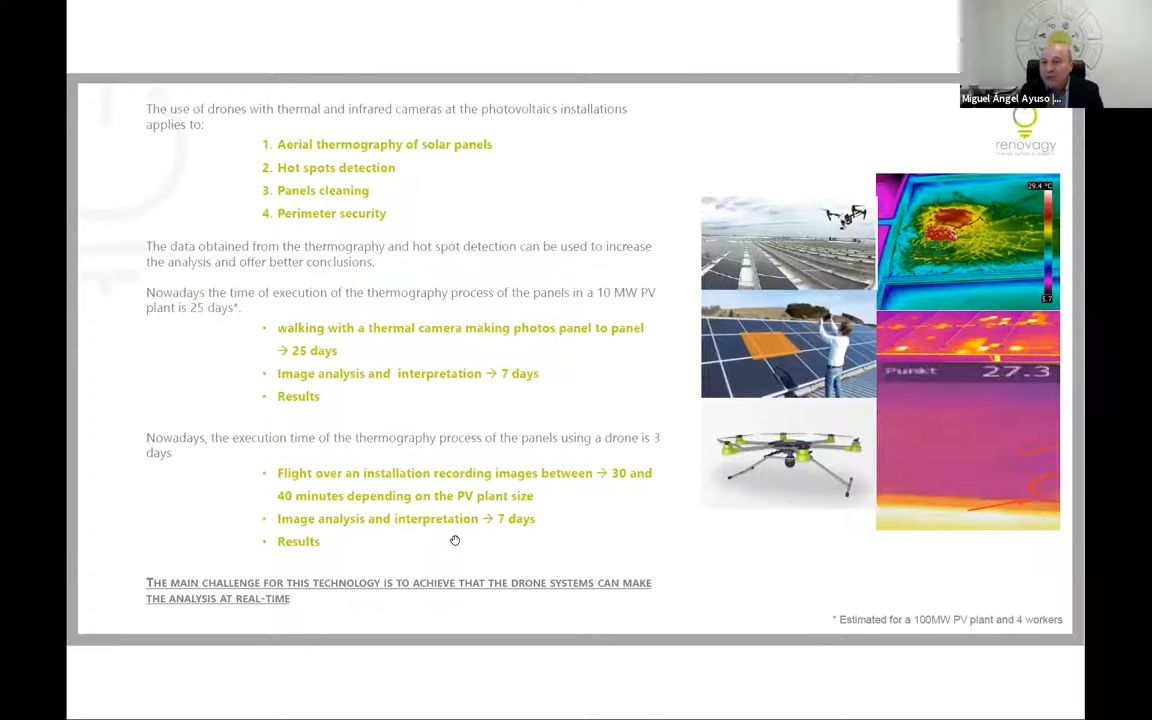 Miguel Ángel Ayuso |...
renovagy
The use of drones with thermal and infrared cameras at the photovoltaics installations
applies to:
1. Aerial thermography of solar panels
2. Hot spots detection
3. Panels cleaning
4. Perimeter security
The data obtained from the thermography and hot spot detection can be used to increase
the analysis and offer better conclusions.
Nowadays the time of execution of the thermography process of the panels in a 10 MW PV
plant is 25 days*.
• walking with a thermal camera making photos panel to panel
→ 25 days
• Image analysis and interpretation → 7 days
• Results
Nowadays, the execution time of the thermography process of the panels using a drone is 3
days
• Flight over an installation recording images between → 30 and
40 minutes depending on the PV plant size
• Image analysis and interpretation → 7 days
• Results
THE MAIN CHALLENGE FOR THIS TECHNOLOGY IS TO ACHIEVE THAT THE DRONE SYSTEMS CAN MAKE
THE ANALYSIS AT REAL-TIME
29.4 °C
5.7
Punkt 27.3
* Estimated for a 100MW PV plant and 4 workers